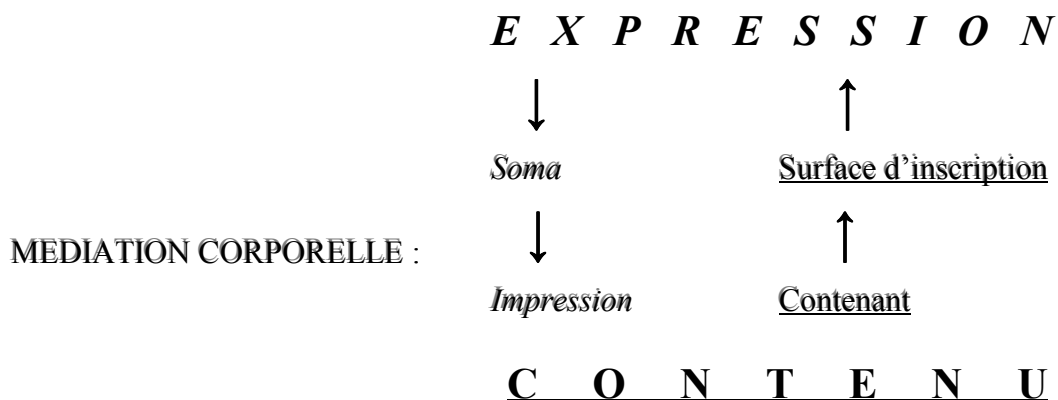 E X P R E S S I O N
Soma Surface d’inscription
MEDIATION CORPORELLE :
Impression Contenant
C O N T E N U